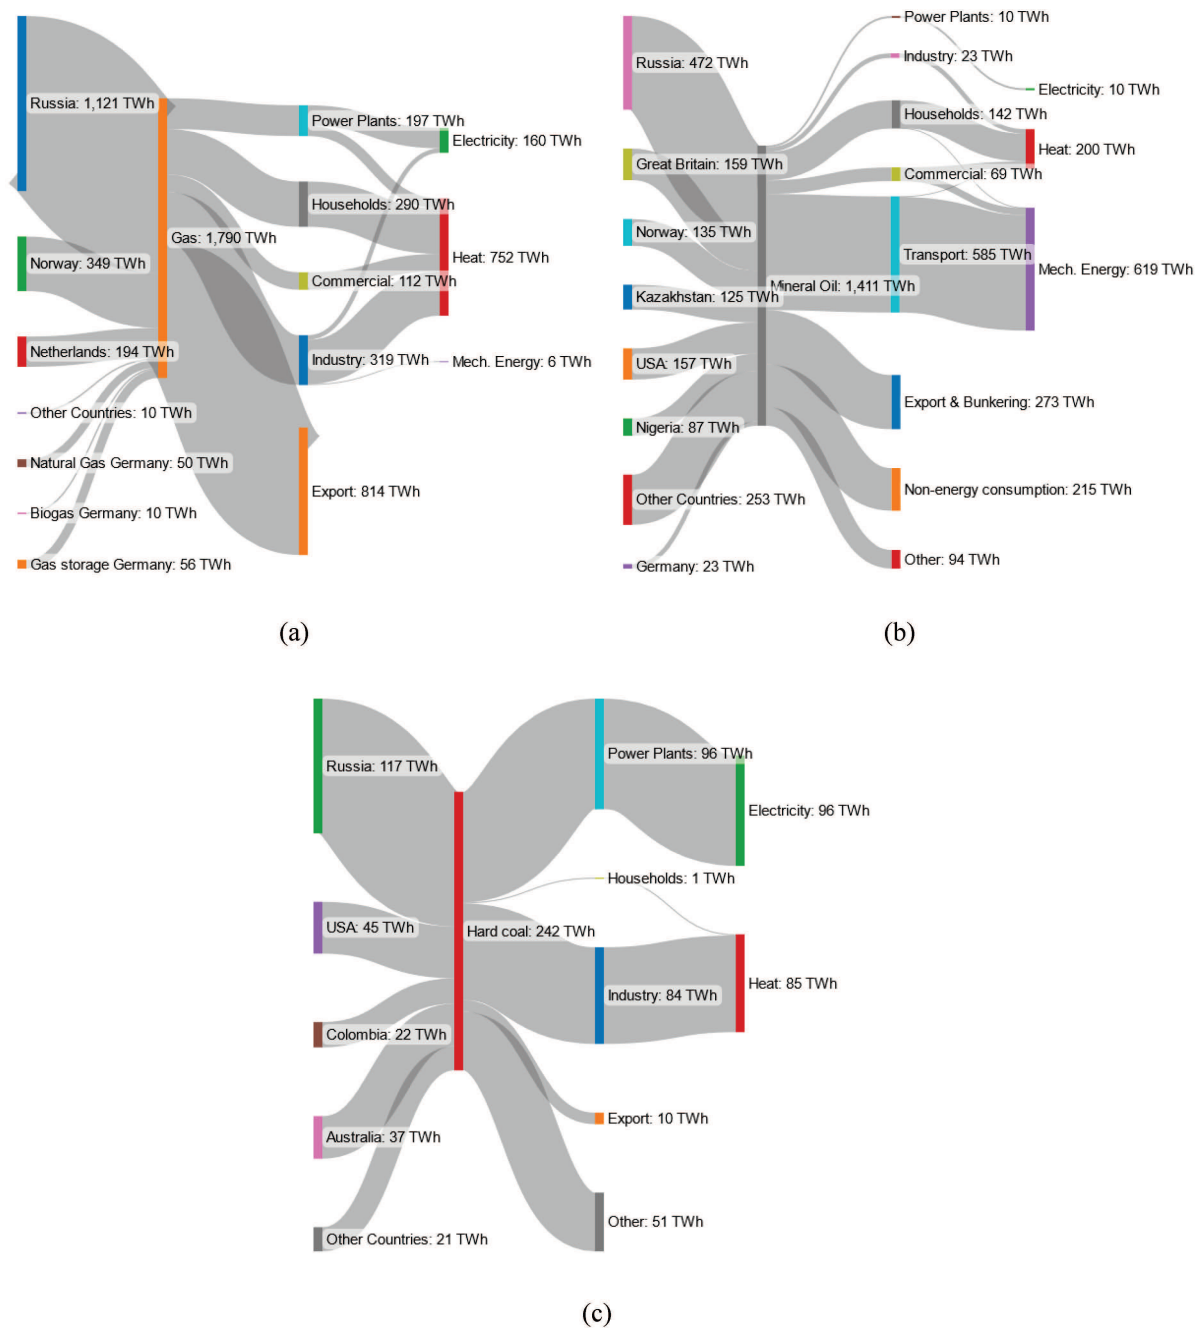 Russia: 1,121 TWh
Norway: 349 TWh
Netherlands: 194 TWh
Other Countries: 10 TWh
Natural Gas Germany: 50 TWh
Biogas Germany: 10 TWh
Gas storage Germany: 56 TWh
Gas: 1,790 TWh
Power Plants: 197 TWh
Households: 290 TWh
Commercial: 112 TWh
Industry: 319 TWh
Export: 814 TWh
Electricity: 160 TWh
Heat: 752 TWh
Mech. Energy: 6 TWh
(a)
Russia: 472 TWh
Great Britain: 159 TWh
Norway: 135 TWh
Kazakhstan: 125 TWh
USA: 157 TWh
Nigeria: 87 TWh
Other Countries: 253 TWh
Germany: 23 TWh
Mineral Oil: 1,411 TWh
Power Plants: 10 TWh
Industry: 23 TWh
Households: 142 TWh
Commercial: 69 TWh
Transport: 585 TWh
Export & Bunkering: 273 TWh
Non-energy consumption: 215 TWh
Other: 94 TWh
Electricity: 10 TWh
Heat: 200 TWh
Mech. Energy: 619 TWh
(b)
Russia: 117 TWh
USA: 45 TWh
Colombia: 22 TWh
Australia: 37 TWh
Other Countries: 21 TWh
Hard coal: 242 TWh
Power Plants: 96 TWh
Households: 1 TWh
Industry: 84 TWh
Export: 10 TWh
Other: 51 TWh
Electricity: 96 TWh
Heat: 85 TWh
(c)